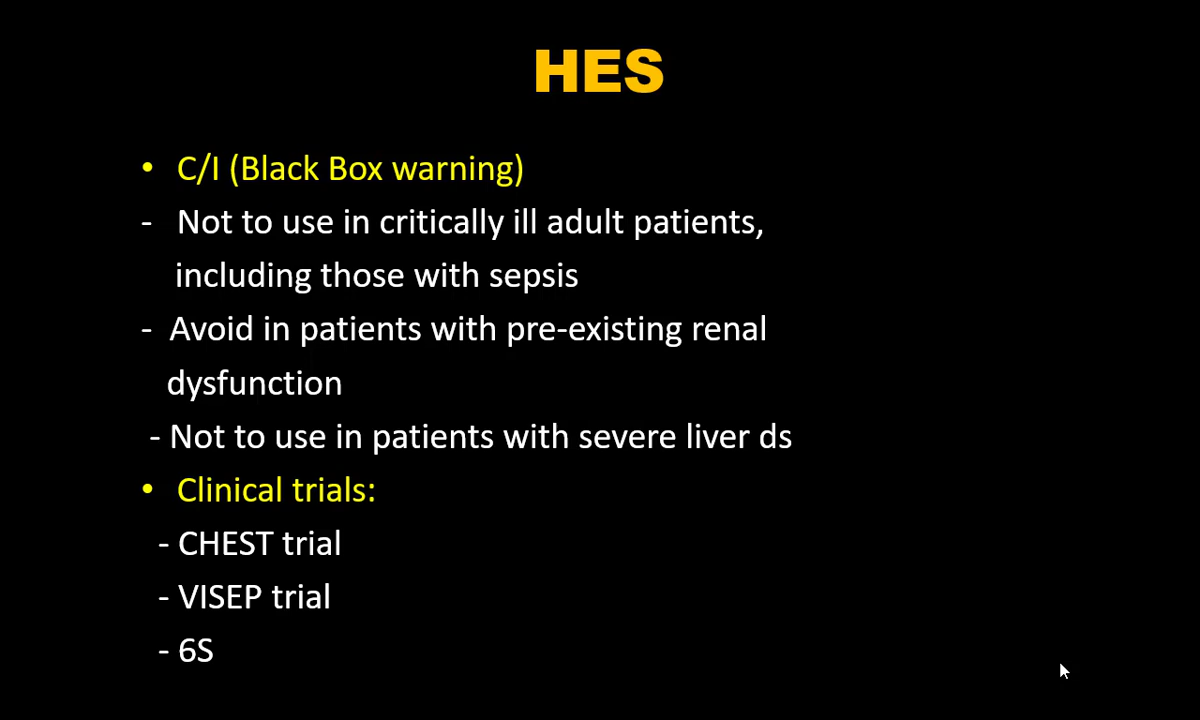 HES
• C/I (Black Box warning)
- Not to use in critically ill adult patients,
including those with sepsis
- Avoid in patients with pre-existing renal
dysfunction
- Not to use in patients with severe liver ds
• Clinical trials:
- CHEST trial
- VISEP trial
- 6S